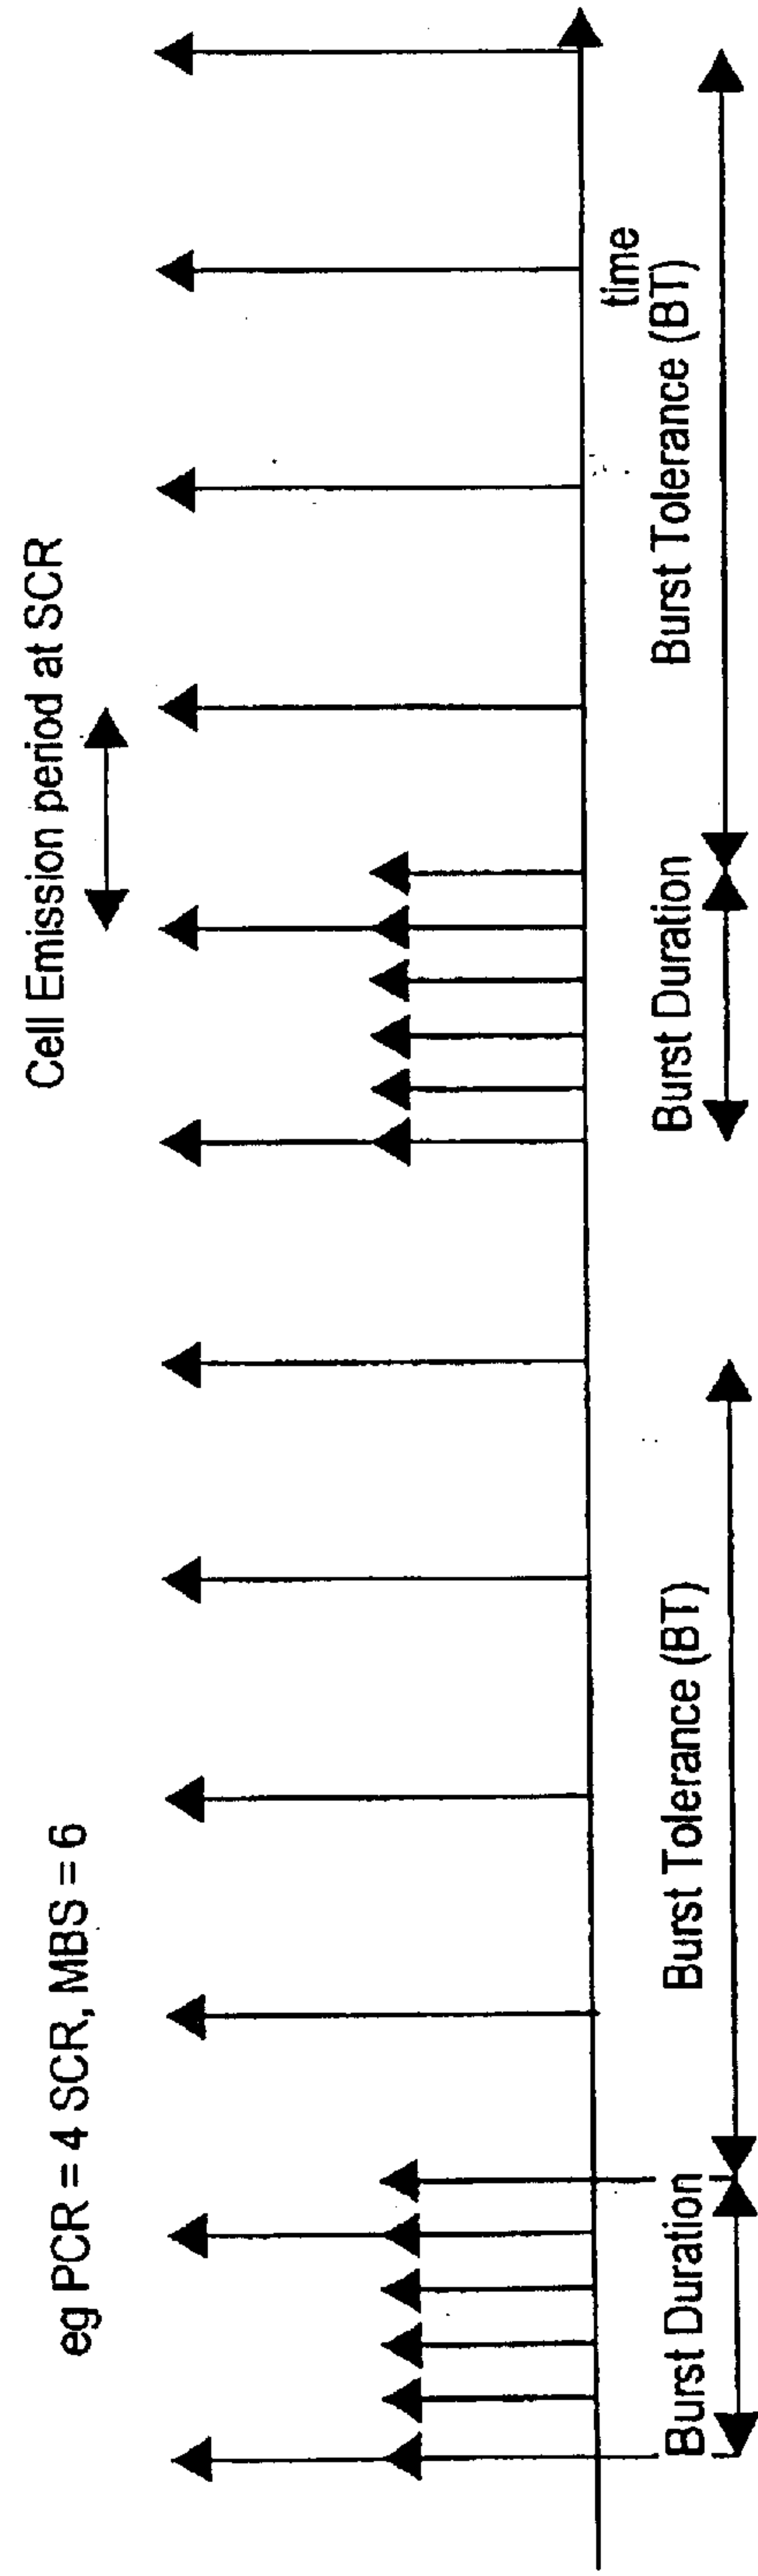 eg PCR = 4 SCR, MBS = 6
Cell Emission period at SCR
time
Burst Duration
Burst Tolerance (BT)
Burst Duration
Burst Tolerance (BT)